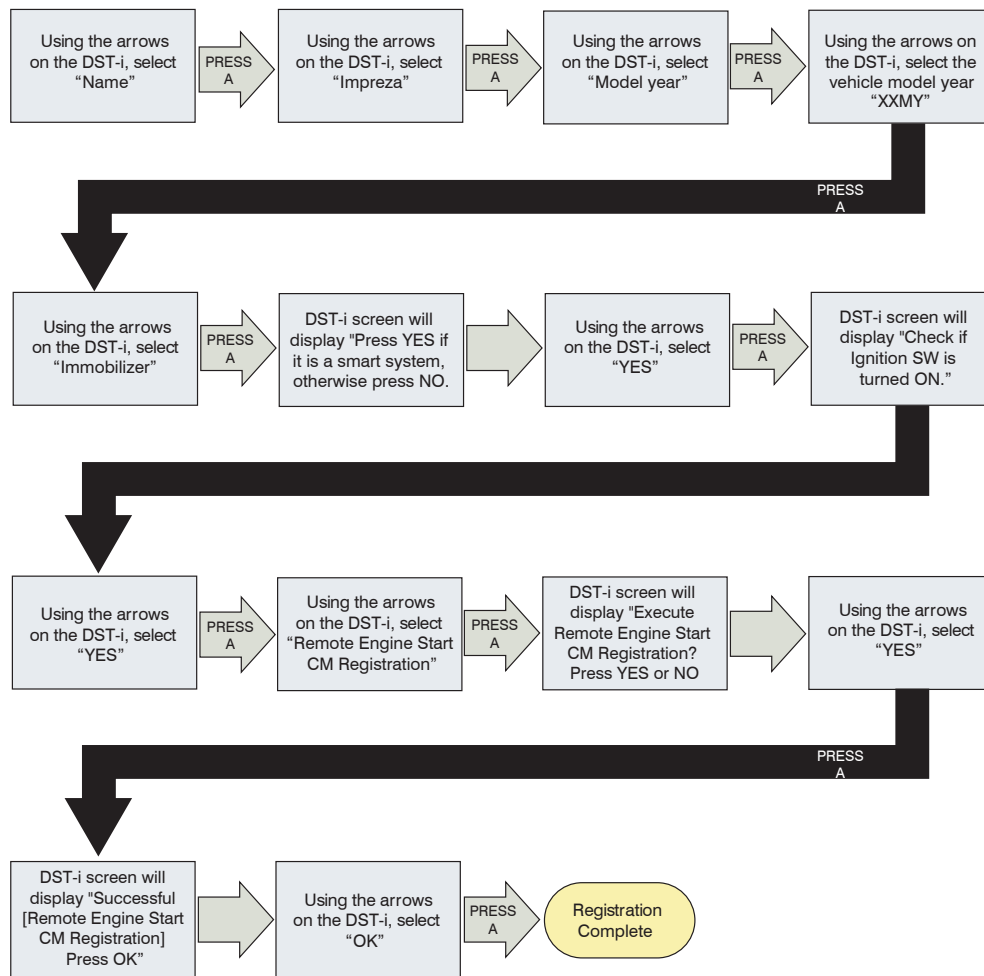 Using the arrows
on the DST-i, select
“Name”
PRESS
A
Using the arrows
on the DST-i, select
“Impreza”
PRESS
A
Using the arrows
on the DST-i, select
“Model year”
PRESS
A
Using the arrows on
the DST-i, select the
vehicle model year
“XXMY”
PRESS
A
Using the arrows
on the DST-i, select
“Immobilizer”
PRESS
A
DST-i screen will
display "Press YES if
it is a smart system,
otherwise press NO.
Using the arrows
on the DST-i, select
“YES”
PRESS
A
DST-i screen will
display "Check if
Ignition SW is
turned ON.”
Using the arrows
on the DST-i, select
“YES”
PRESS
A
Using the arrows
on the DST-i, select
“Remote Engine Start
CM Registration”
PRESS
A
DST-i screen will
display "Execute
Remote Engine Start
CM Registration?
Press YES or NO
Using the arrows
on the DST-i, select
“YES”
PRESS
A
DST-i screen will
display "Successful
[Remote Engine Start
CM Registration]
Press OK”
Using the arrows
on the DST-i, select
“OK”
PRESS
A
Registration
Complete